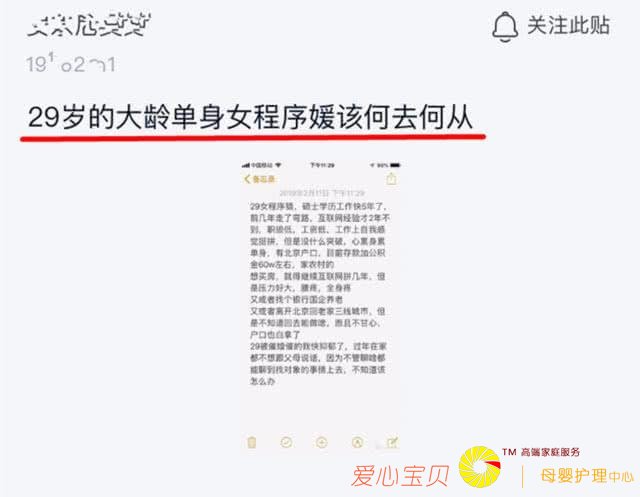 关注此贴
29岁的大龄单身女程序媛该何去何从
中国移动 下午11:29 90%
备忘录
2019年2月11日 下午11:29
29女程序猿，硕士学历工作快5年了，
前几年走了弯路，互联网经验才2年不
到，职级低，工资低，工作上自我感
觉挺拼，但是没什么突破，心累身累
单身，有北京户口，目前存款加公积
金60w左右，家农村的
想买房，就得继续互联网拼几年，但
是压力好大，腰疼，全身疼
又或者找个银行国企养老
又或者离开北京回老家三线城市，但
是不知道回去能做啥，而且不甘心，
户口也白拿了
29被催婚催的我快抑郁了，过年在家
都不想跟父母说话，因为不管聊啥都
能聊到找对象的事情上去，不知道该
怎么办
爱心宝贝
TM 高端家庭服务
母婴护理中心